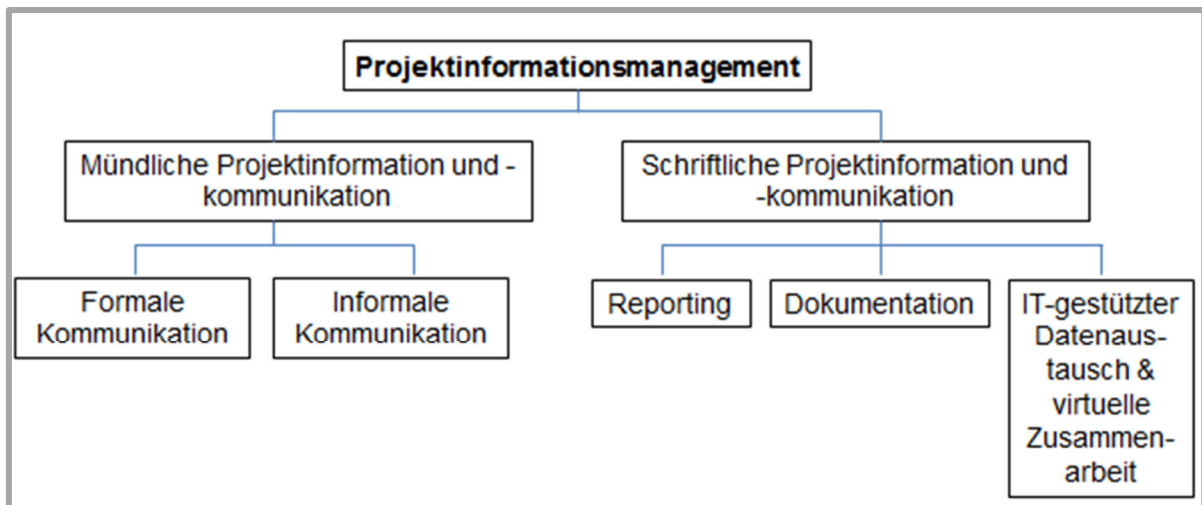 Projektinformationsmanagement
Mündliche Projektinformation und -
kommunikation
Schriftliche Projektinformation und
-kommunikation
Formale
Kommunikation
Informale
Kommunikation
Reporting
Dokumentation
IT-gestützter
Datenaus-
tausch &
virtuelle
Zusammen-
arbeit